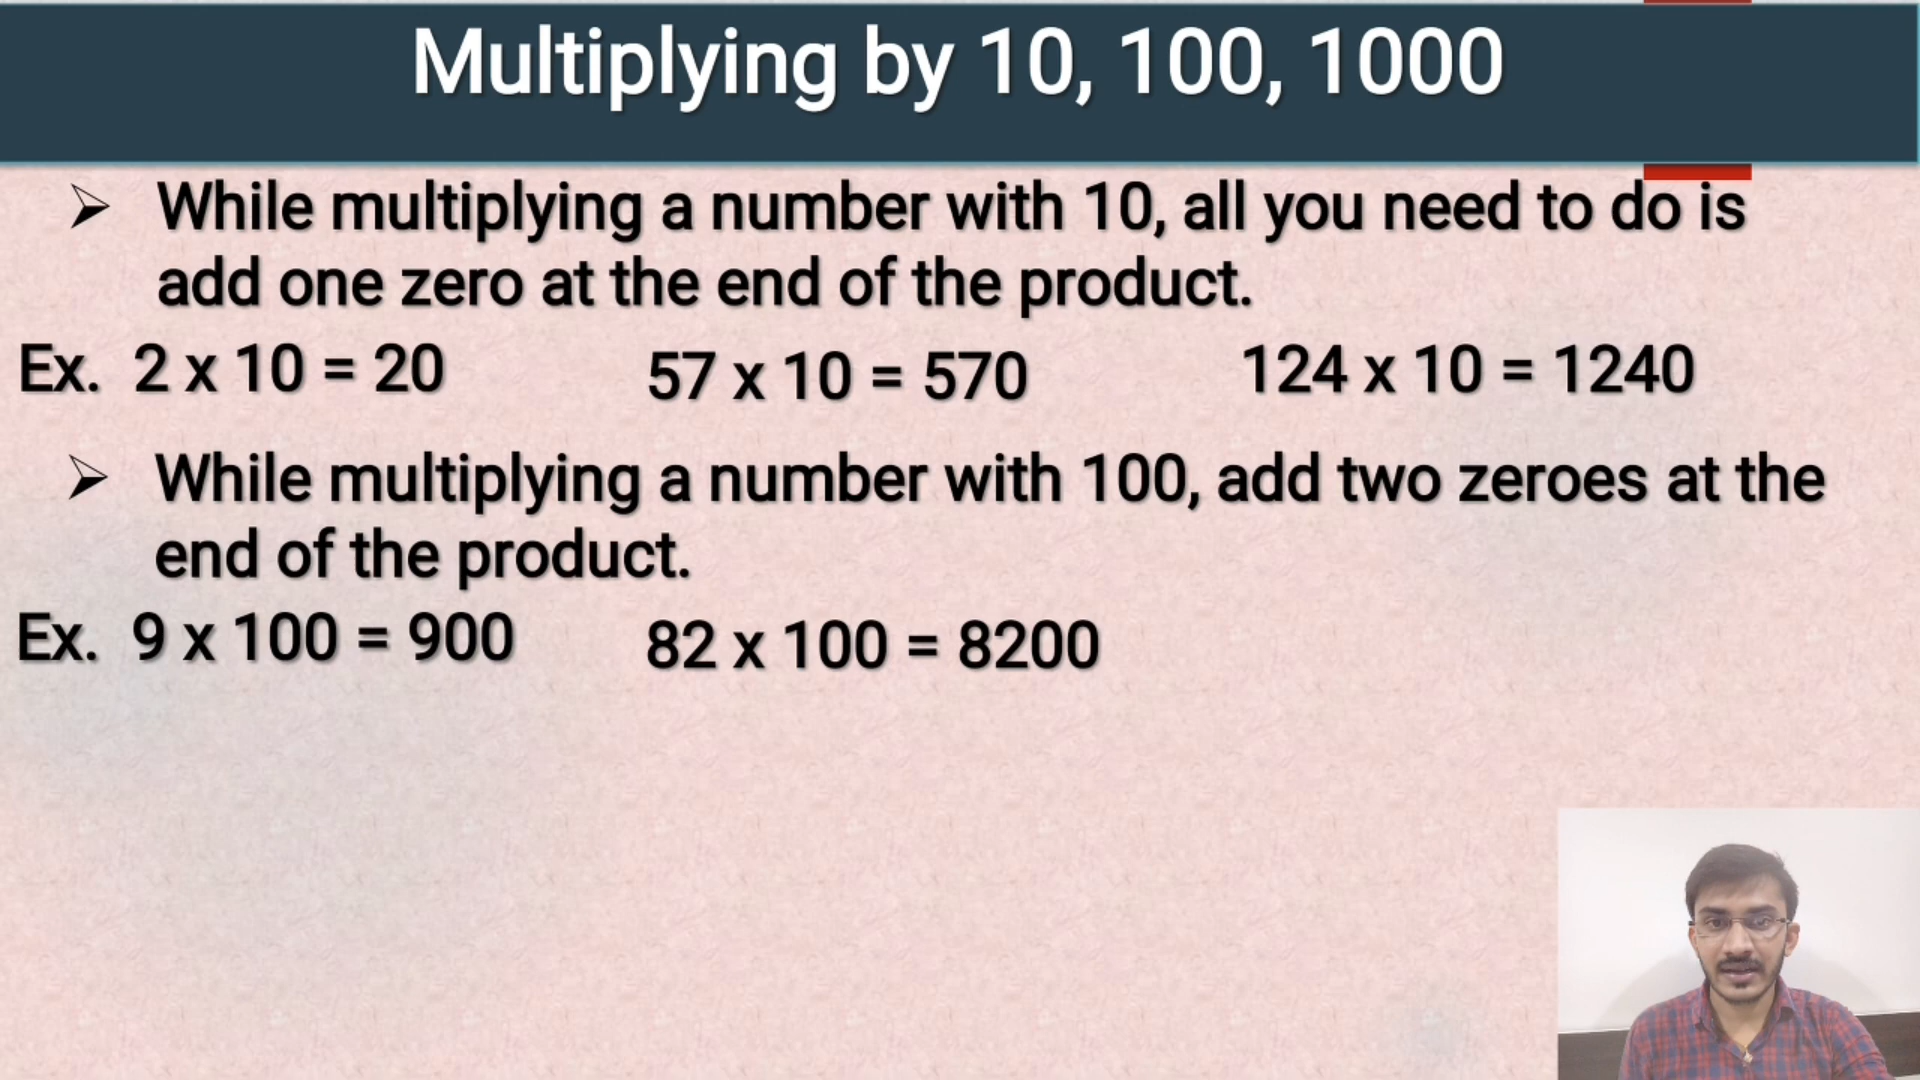 Multiplying by 10, 100, 1000
While multiplying a number with 10, all you need to do is
add one zero at the end of the product.
Ex. 2 x 10 = 20 57 x 10 = 570 124 x 10 = 1240
While multiplying a number with 100, add two zeroes at the
end of the product.
Ex. 9 x 100 = 900 82 x 100 = 8200